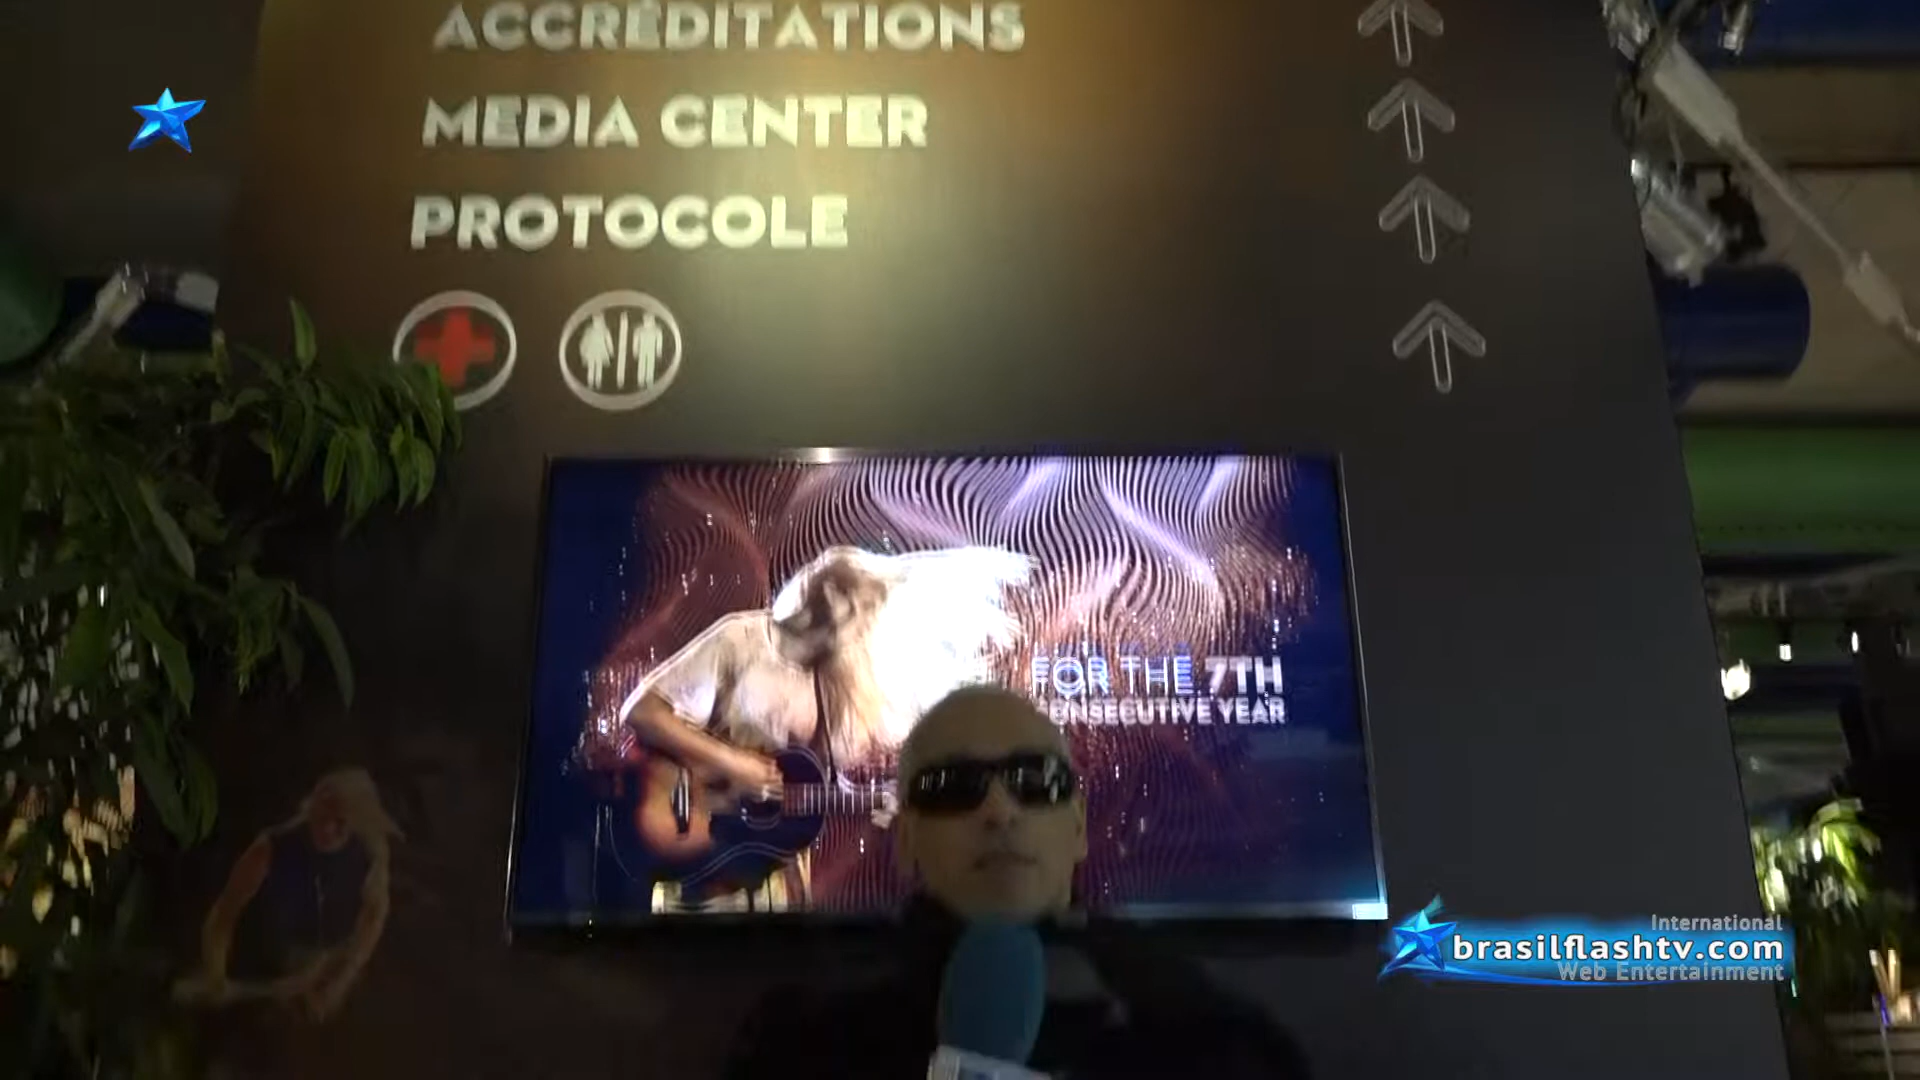 ACCRÉDITATIONS
MEDIA CENTER
PROTOCOLE
FOR THE 7TH
CONSECUTIVE YEAR
International
brasilflashtv.com
Web Entertainment